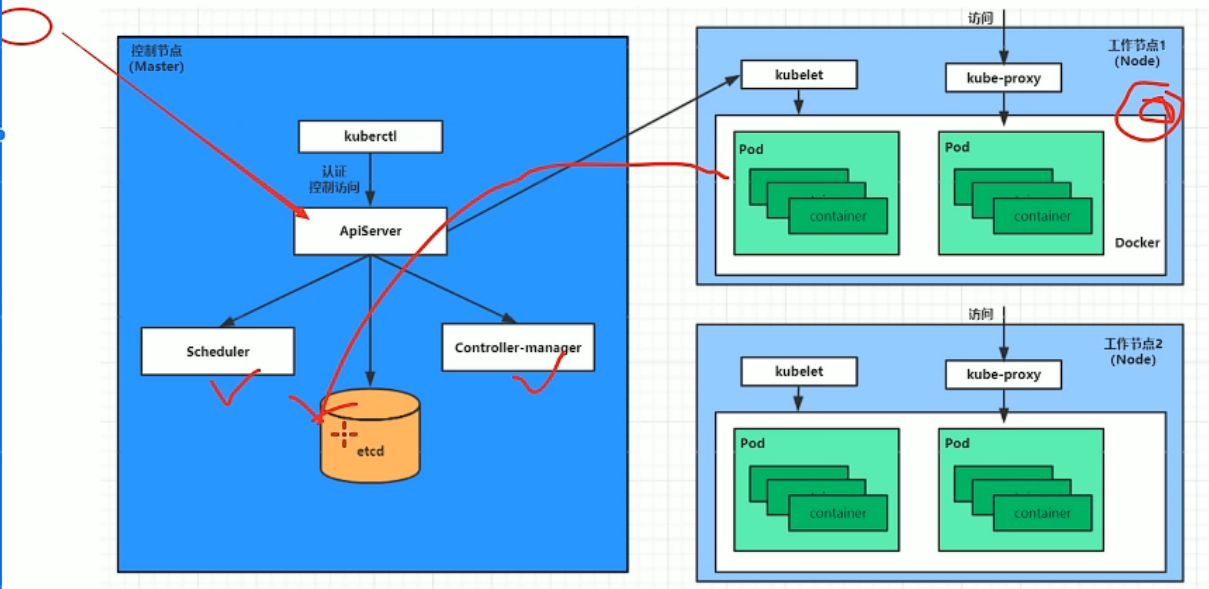 控制节点
(Master)
kuberctl
认证
控制访问
ApiServer
Scheduler
Controller-manager
etcd
访问
工作节点1
(Node)
kubelet
kube-proxy
Pod
container
Pod
container
Docker
访问
工作节点2
(Node)
kubelet
kube-proxy
Pod
container
Pod
container